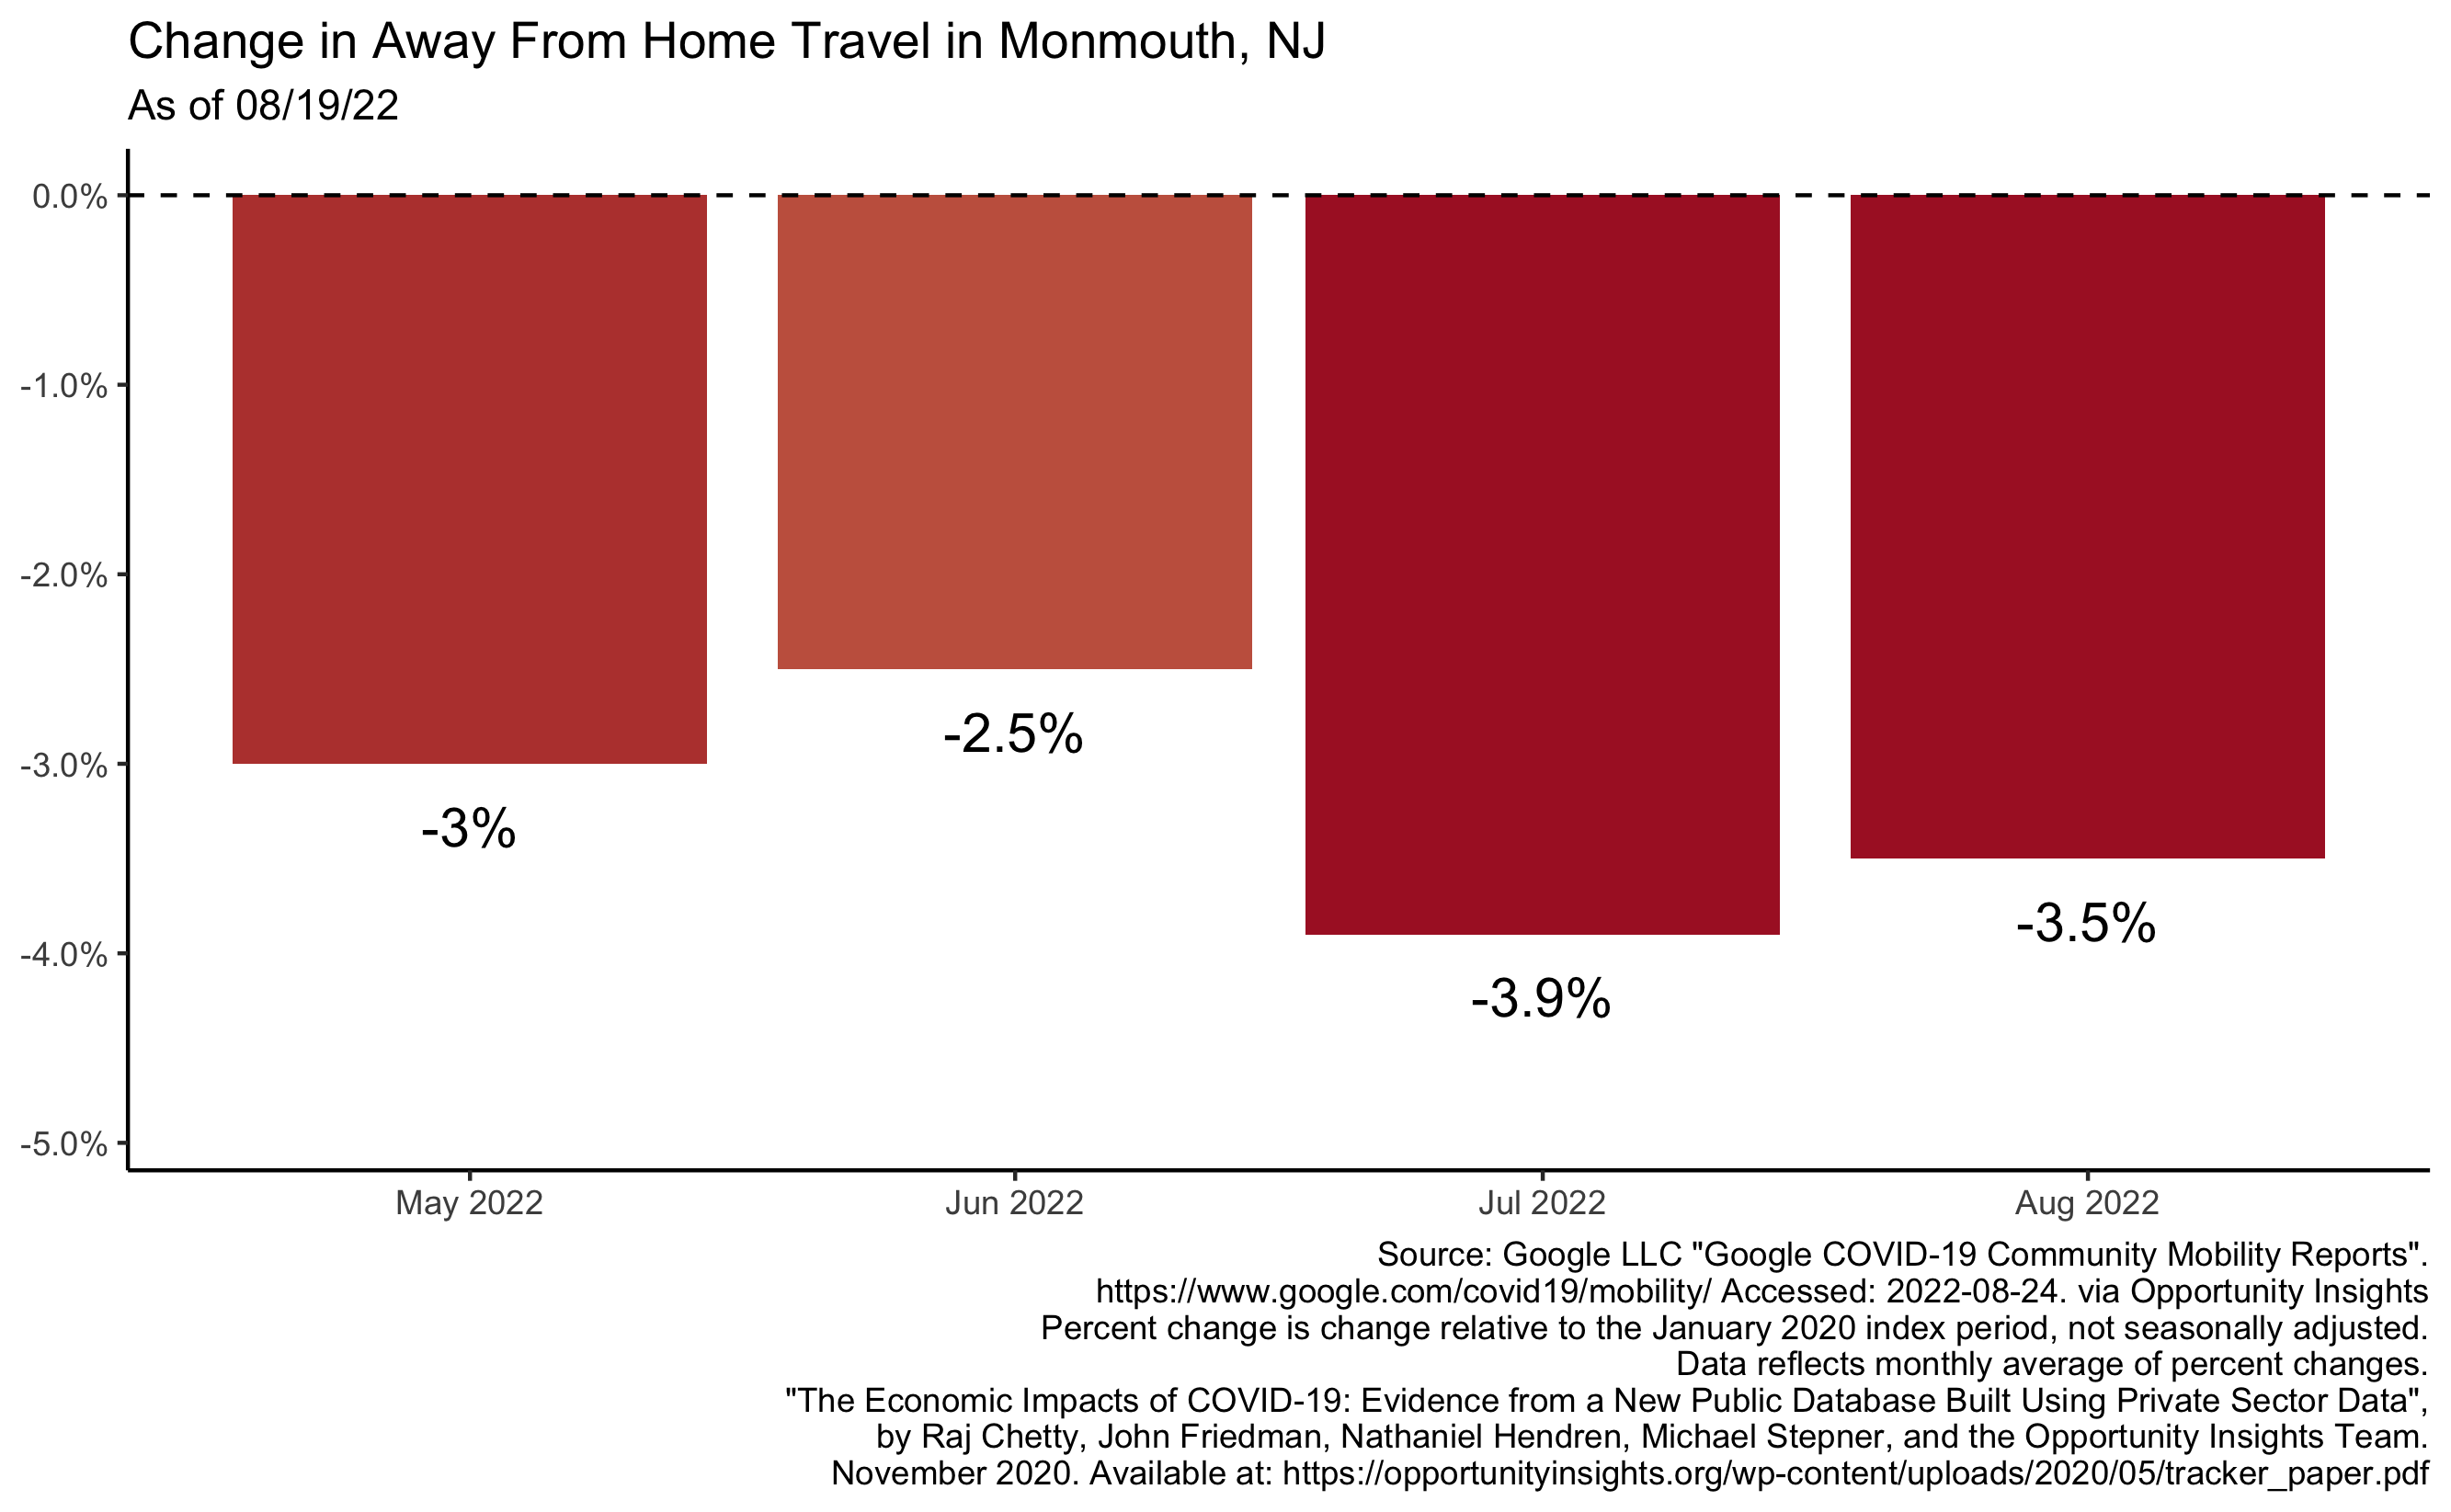 Change in Away From Home Travel in Monmouth, NJ
As of 08/19/22
0.0%
-1.0%
-2.0%
-3.0%
-4.0%
-5.0%
-3%
-2.5%
-3.9%
-3.5%
May 2022
Jun 2022
Jul 2022
Aug 2022
Source: Google LLC "Google COVID-19 Community Mobility Reports".
https://www.google.com/covid19/mobility/ Accessed: 2022-08-24. via Opportunity Insights
Percent change is change relative to the January 2020 index period, not seasonally adjusted.
Data reflects monthly average of percent changes.
"The Economic Impacts of COVID-19: Evidence from a New Public Database Built Using Private Sector Data",
by Raj Chetty, John Friedman, Nathaniel Hendren, Michael Stepner, and the Opportunity Insights Team.
November 2020. Available at: https://opportunityinsights.org/wp-content/uploads/2020/05/tracker_paper.pdf